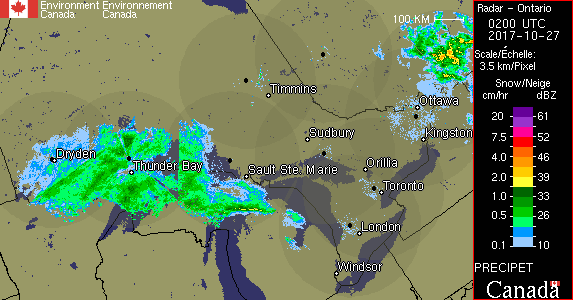 Environment Environnement
Canada Canada
100 KM
Radar - Ontario
0200 UTC
2017-10-27
Scale/Échelle:
3.5 km/Pixel
Snow/Neige
cm/hr dBZ
20 61
7.5 52
4.0 46
2.0 39
1.0 33
0.5 26
0.1 10
PRECIPET
Canada
Timmins
Ottawa
Sudbury
Kingston
Dryden
Thunder Bay
Sault Ste. Marie
Orillia
Toronto
London
Windsor